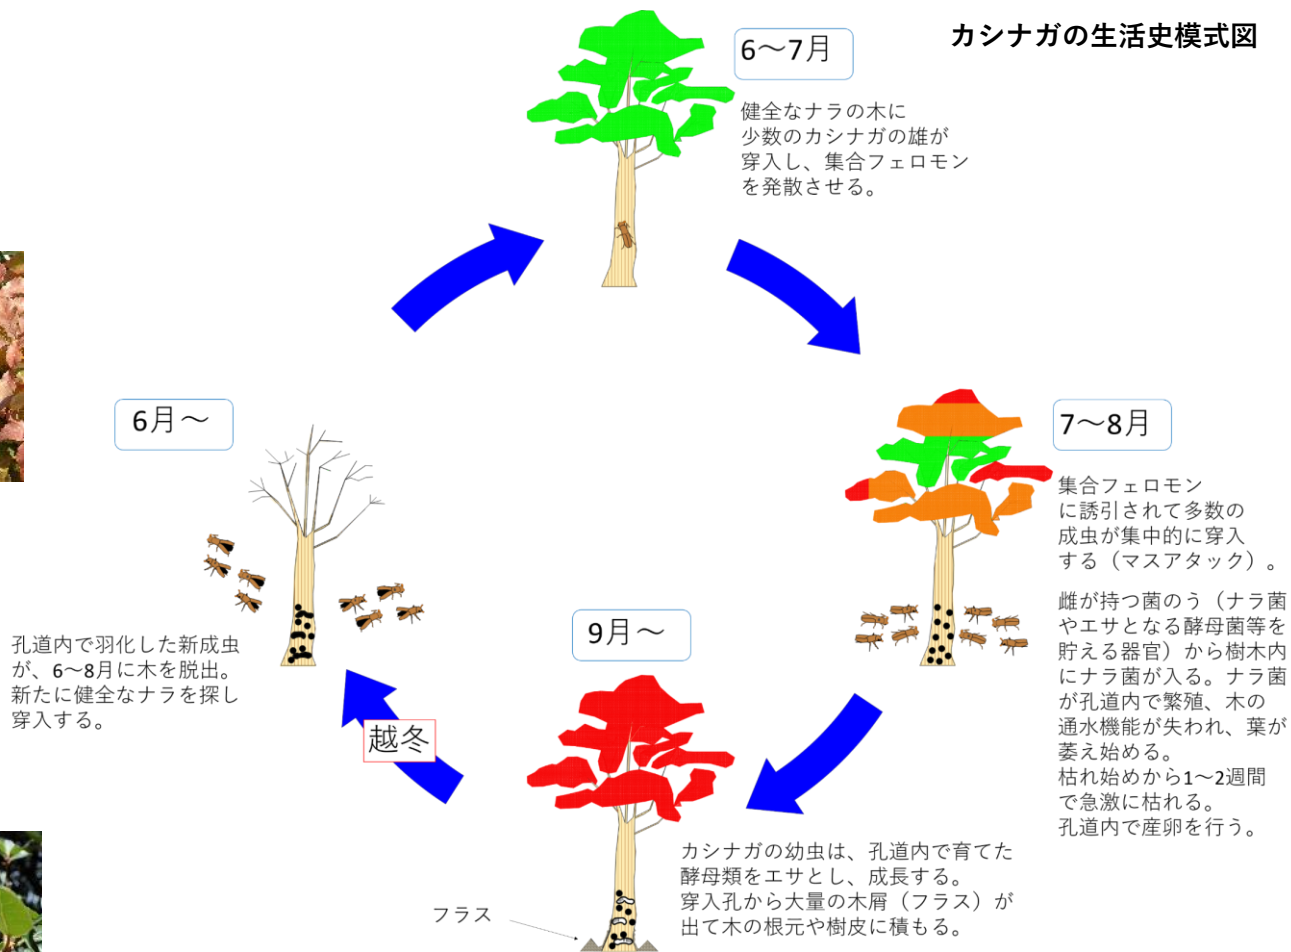 カシナガの生活史模式図
6～7月
健全なナラの木に
少数のカシナガの雄が
穿入し、集合フェロモン
を発散させる。
7～8月
集合フェロモン
に誘引されて多数の
成虫が集中的に穿入
する（マスアタック）。
雌が持つ菌のう（ナラ菌
やエサとなる酵母菌等を
貯える器官）から樹木内
にナラ菌が入る。ナラ菌
が孔道内で繁殖、木の
通水機能が失われ、葉が
萎え始める。
枯れ始めから1～2週間
で急激に枯れる。
孔道内で産卵を行う。
9月～
カシナガの幼虫は、孔道内で育てた
酵母類をエサとし、成長する。
穿入孔から大量の木屑（フラス）が
出て木の根元や樹皮に積もる。
フラス
越冬
6月～
孔道内で羽化した新成虫
が、6～8月に木を脱出。
新たに健全なナラを探し
穿入する。